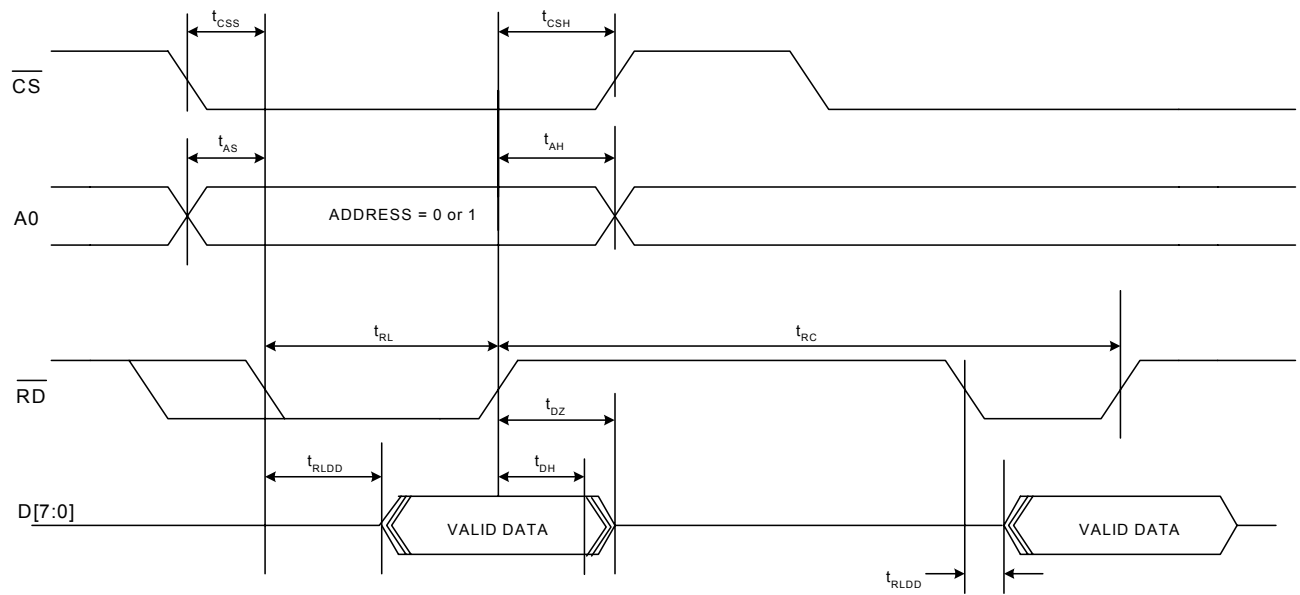 tCSS
tCSH
CS
tAS
tAH
A0
ADDRESS = 0 or 1
tRL
tRC
RD
tDZ
tRLDD
tDH
D[7:0]
VALID DATA
VALID DATA
tRLDD